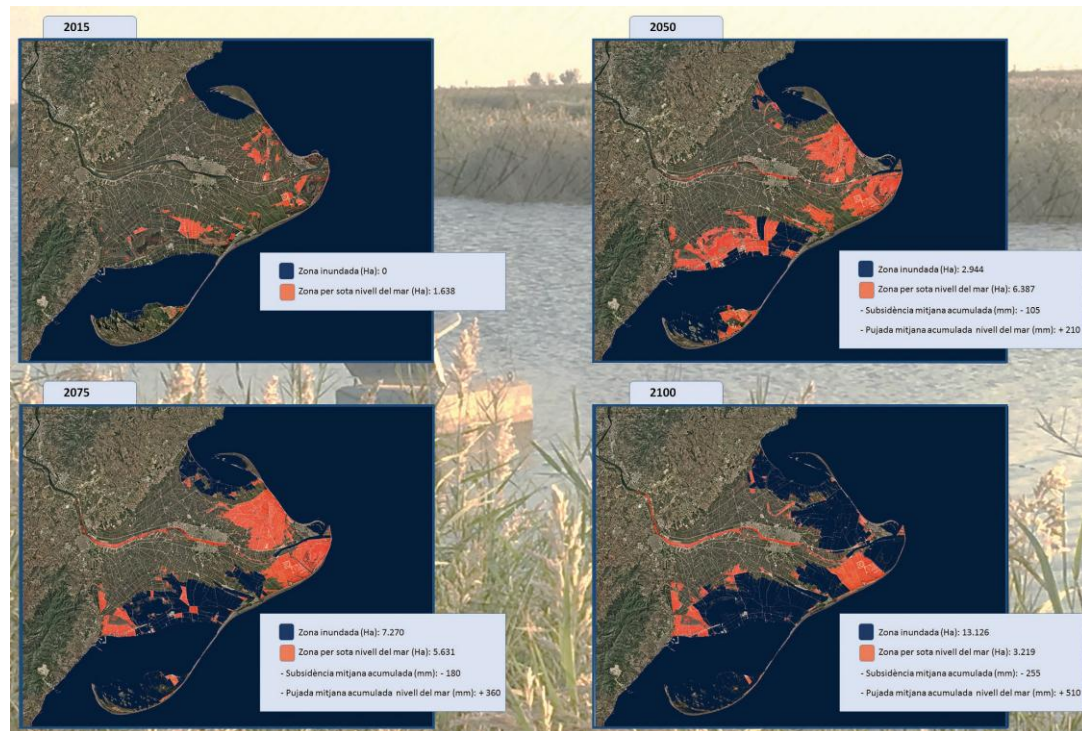 2015
Zona inundada (Ha): 0
Zona per sota nivell del mar (Ha): 1.638
2050
Zona inundada (Ha): 2.944
Zona per sota nivell del mar (Ha): 6.387
- Subsidència mitjana acumulada (mm): - 105
- Pujada mitjana acumulada nivell del mar (mm): + 210
2075
Zona inundada (Ha): 7.270
Zona per sota nivell del mar (Ha): 5.631
- Subsidència mitjana acumulada (mm): - 180
- Pujada mitjana acumulada nivell del mar (mm): + 360
2100
Zona inundada (Ha): 13.126
Zona per sota nivell del mar (Ha): 3.219
- Subsidència mitjana acumulada (mm): - 255
- Pujada mitjana acumulada nivell del mar (mm): + 510